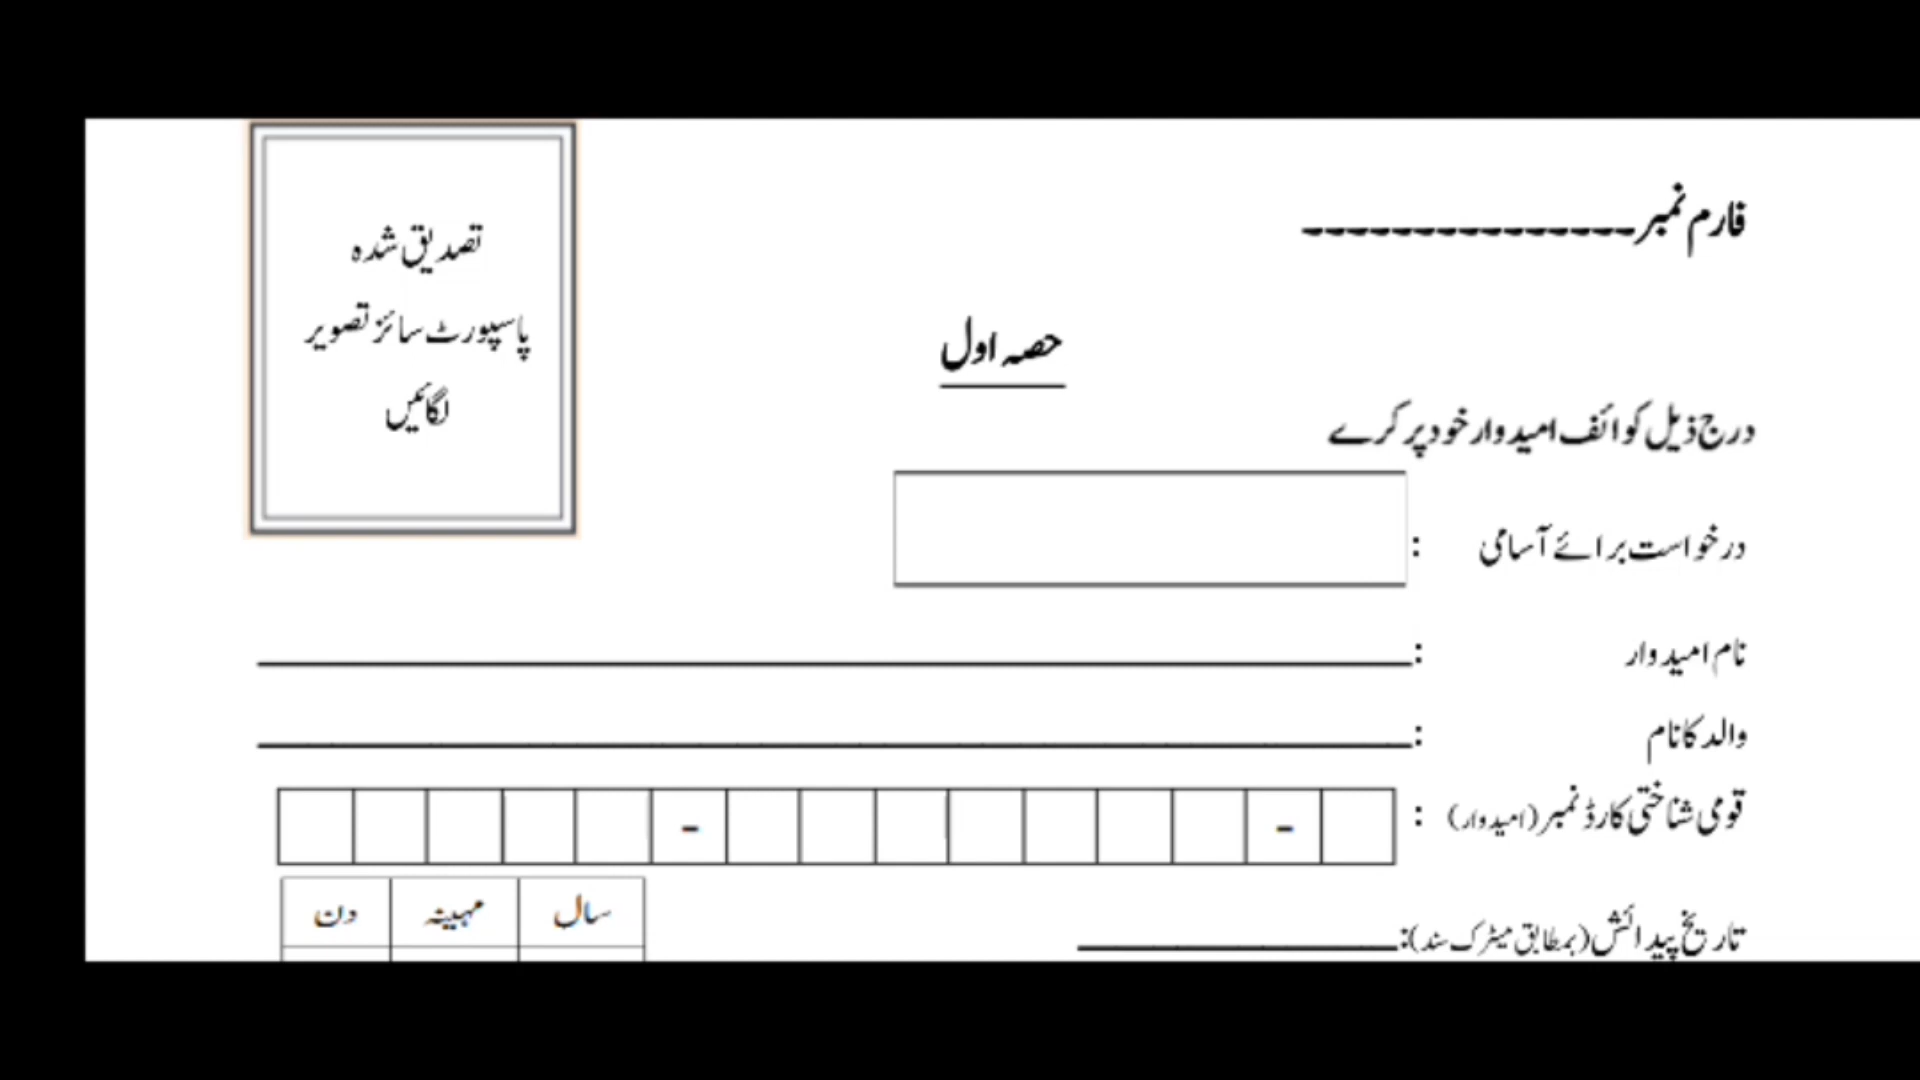 فارم نمبر---------------
تصدیق شدہ
پاسپورٹ سائز تصویر
لگائیں
حصہ اول
درج ذیل کوائف امیدوار خود پر کرے
درخواست برائے آسامی :
نام امیدوار :
والد کا نام :
قومی شناختی کارڈ نمبر (امیدوار) : - -
تاریخ پیدائش (بمطابق میٹرک سند):
سال مہینہ دن